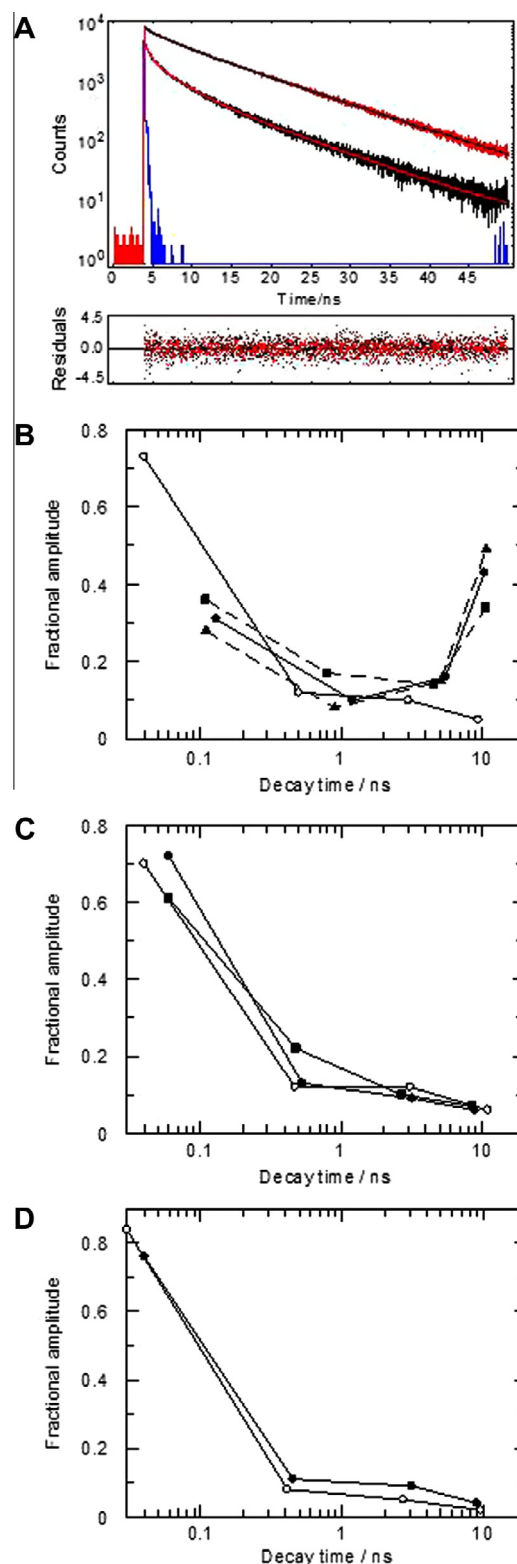 A
10^4
10^3
10^2
10^1
10^0
Counts
0 5 10 15 20 25 30 35 40 45
Time/ns
Residuals
4.5
0.0
-4.5
B
0.8
0.6
0.4
0.2
0
Fractional amplitude
0.1 1 10
Decay time / ns
C
0.8
0.6
0.4
0.2
0
Fractional amplitude
0.1 1 10
Decay time / ns
D
0.8
0.6
0.4
0.2
0
Fractional amplitude
0.1 1 10
Decay time / ns